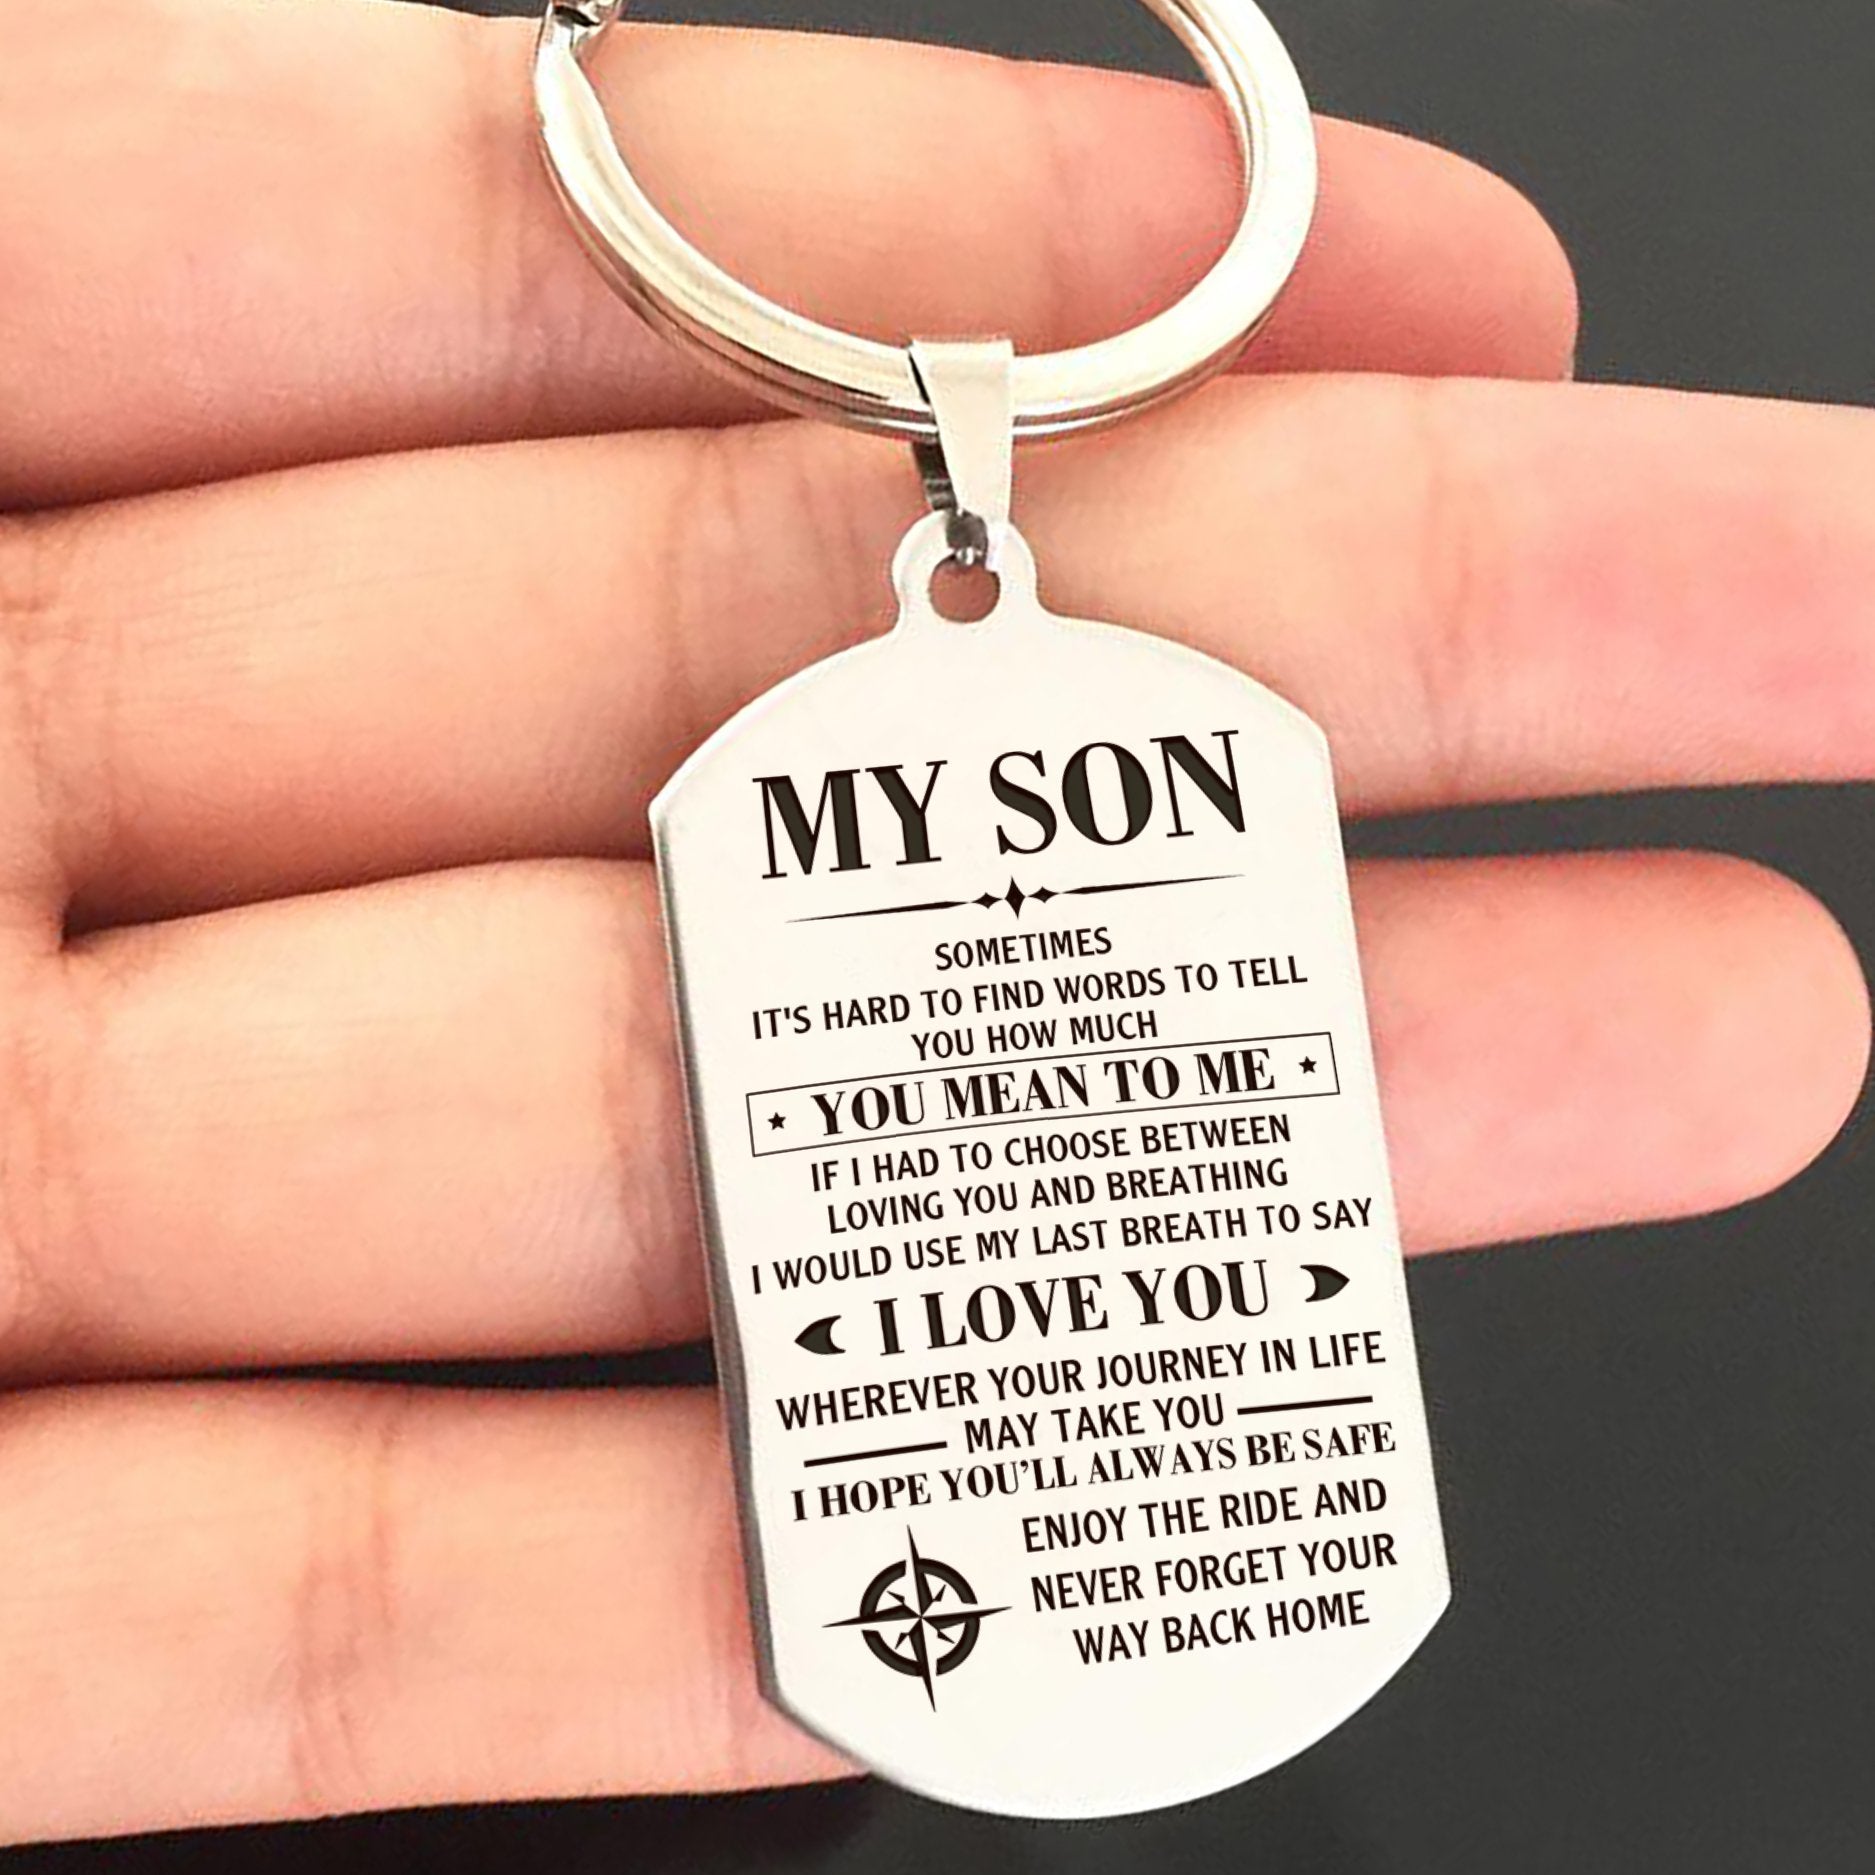 MY SON
SOMETIMES
IT'S HARD TO FIND WORDS TO TELL
YOU HOW MUCH
YOU MEAN TO ME
IF I HAD TO CHOOSE BETWEEN
LOVING YOU AND BREATHING
I WOULD USE MY LAST BREATH TO SAY
I LOVE YOU
WHEREVER YOUR JOURNEY IN LIFE
MAY TAKE YOU
I HOPE YOU'LL ALWAYS BE SAFE
ENJOY THE RIDE AND
NEVER FORGET YOUR
WAY BACK HOME